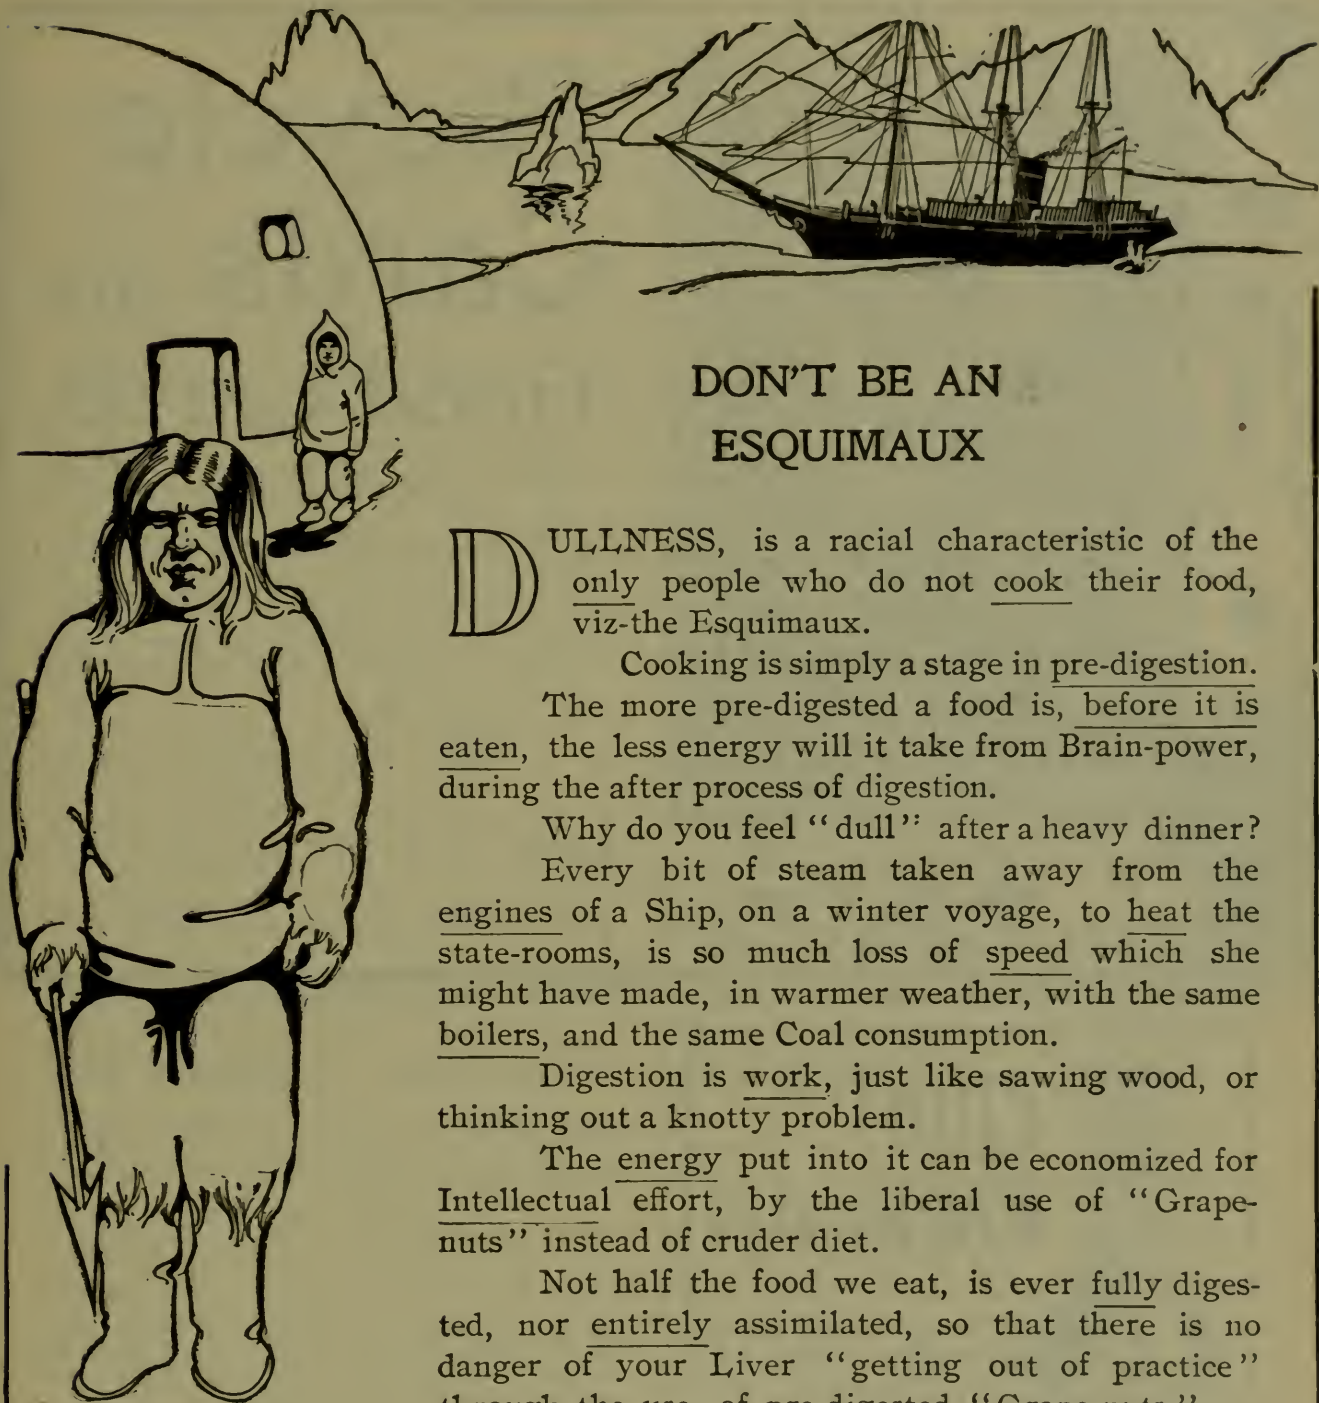 DON'T BE AN
ESQUIMAUX
DULLNESS, is a racial characteristic of the
only people who do not cook their food,
viz-the Esquimaux.
Cooking is simply a stage in pre-digestion.
The more pre-digested a food is, before it is
eaten, the less energy will it take from Brain-power,
during the after process of digestion.
Why do you feel "dull" after a heavy dinner?
Every bit of steam taken away from the
engines of a Ship, on a winter voyage, to heat the
state-rooms, is so much loss of speed which she
might have made, in warmer weather, with the same
boilers, and the same Coal consumption.
Digestion is work, just like sawing wood, or
thinking out a knotty problem.
The energy put into it can be economized for
Intellectual effort, by the liberal use of "Grape-
nuts" instead of cruder diet.
Not half the food we eat, is ever fully diges-
ted, nor entirely assimilated, so that there is no
danger of your Liver "getting out of practice"
through the use of pre-digested "Grape-nuts"